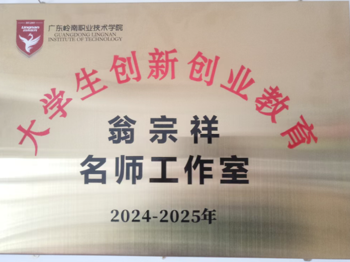 广东岭南职业技术学院
GUANGDONG LINGNAN
INSTITUTE OF TECHNOLOGY
大学生创新创业教育
翁宗祥
名师工作室
2024-2025年